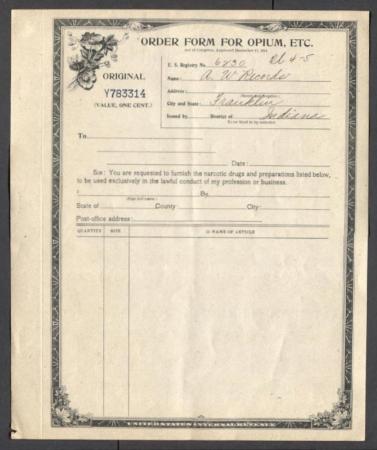 ORDER FORM FOR OPIUM, ETC.
Act of Congress, Approved December 17, 1914
ORIGINAL
Y783314
(VALUE, ONE CENT.)
U. S. Registry No. 6830
Name: A. W. Records
Address:
City and State: Franklin
Issued by District of Indiana
To
Date:
SIR: You are requested to furnish the narcotic drugs and preparations listed below,
to be used exclusively in the lawful conduct of my profession or business.
By
(Sign full name)
State of County City:
Post-office address:
QUANTITY SIZE NAME OF ARTICLE
UNITED STATES INTERNAL REVENUE